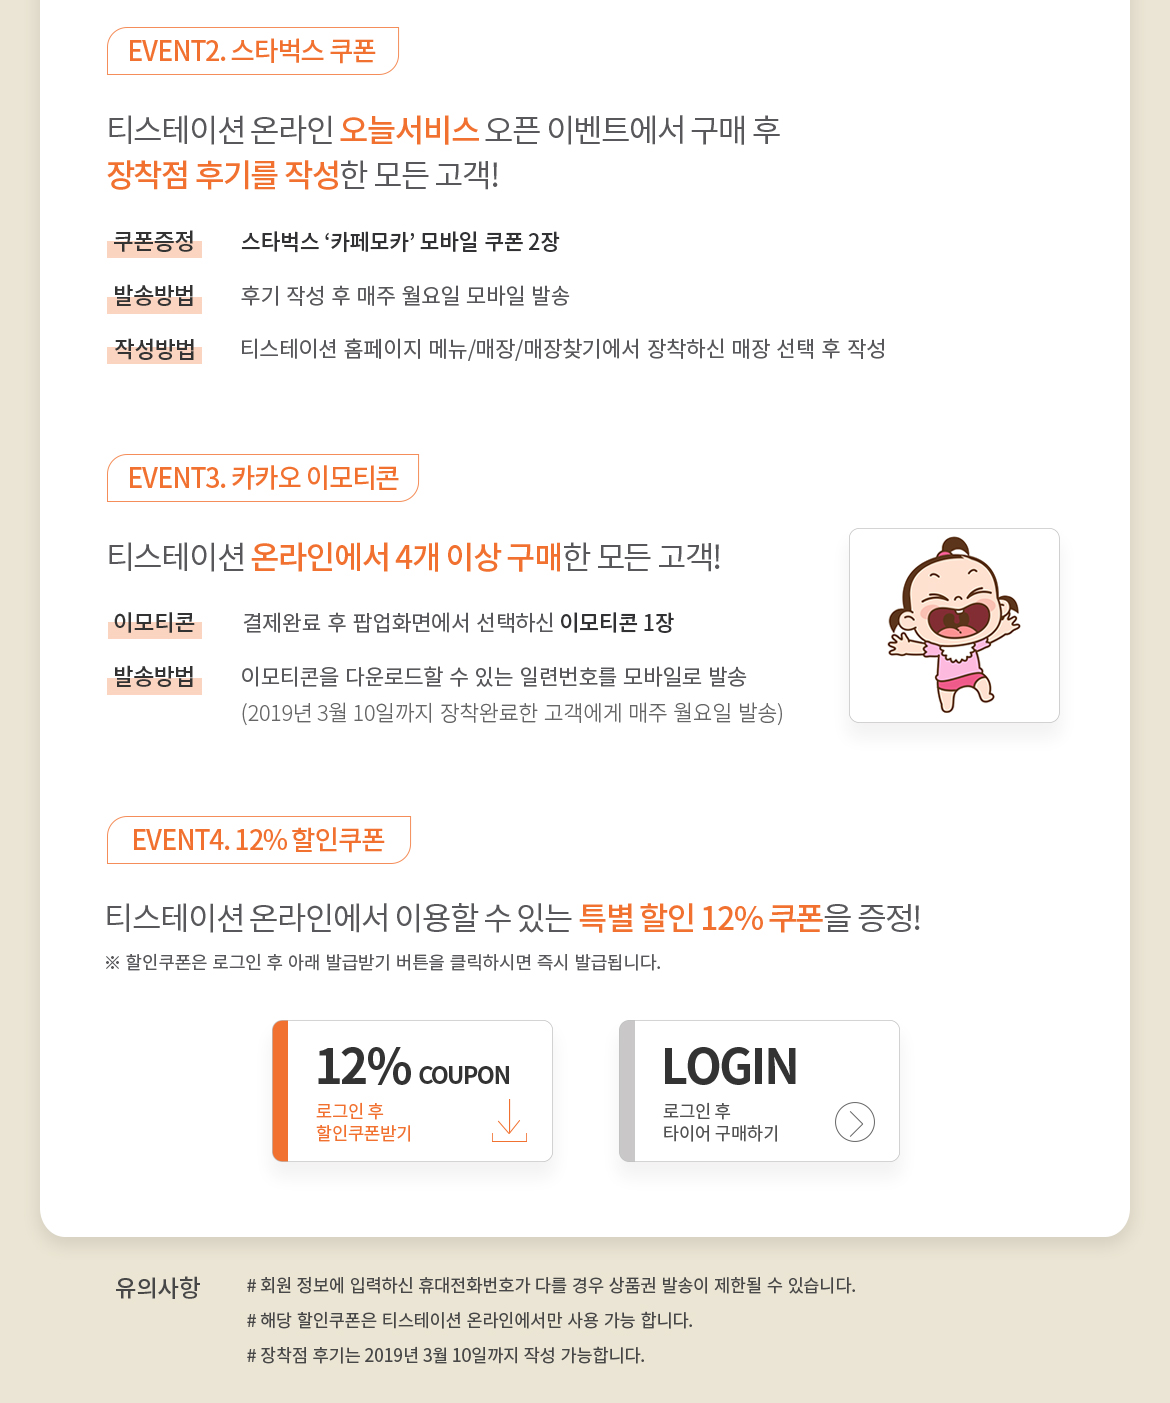 EVENT2. 스타벅스 쿠폰
티스테이션 온라인 오늘서비스 오픈 이벤트에서 구매 후
장착점 후기를 작성한 모든 고객!
쿠폰증정 스타벅스 ‘카페모카’ 모바일 쿠폰 2장
발송방법 후기 작성 후 매주 월요일 모바일 발송
작성방법 티스테이션 홈페이지 메뉴/매장/매장찾기에서 장착하신 매장 선택 후 작성
EVENT3. 카카오 이모티콘
티스테이션 온라인에서 4개 이상 구매한 모든 고객!
이모티콘 결제완료 후 팝업화면에서 선택하신 이모티콘 1장
발송방법 이모티콘을 다운로드할 수 있는 일련번호를 모바일로 발송
(2019년 3월 10일까지 장착완료한 고객에게 매주 월요일 발송)
EVENT4. 12% 할인쿠폰
티스테이션 온라인에서 이용할 수 있는 특별 할인 12% 쿠폰을 증정!
※ 할인쿠폰은 로그인 후 아래 발급받기 버튼을 클릭하시면 즉시 발급됩니다.
12% COUPON
로그인 후
할인쿠폰받기
LOGIN
로그인 후
타이어 구매하기
유의사항 # 회원 정보에 입력하신 휴대전화번호가 다를 경우 상품권 발송이 제한될 수 있습니다.
# 해당 할인쿠폰은 티스테이션 온라인에서만 사용 가능 합니다.
# 장착점 후기는 2019년 3월 10일까지 작성 가능합니다.